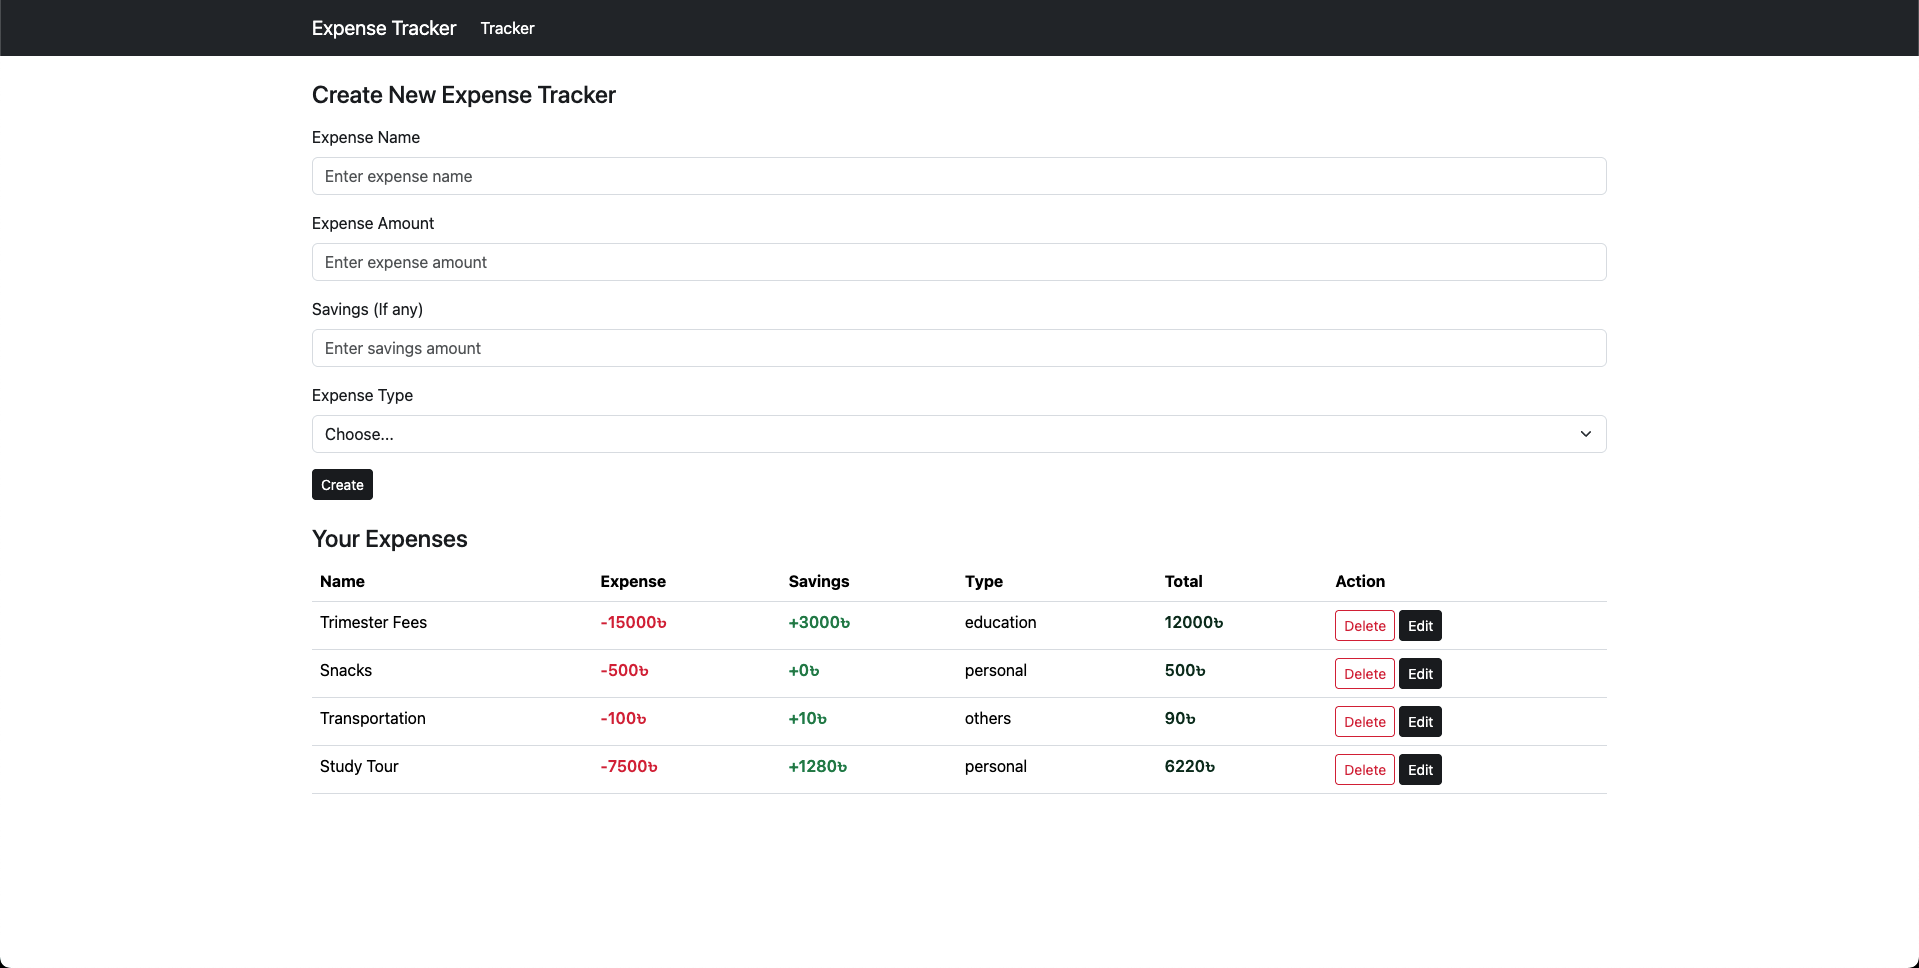 Expense Tracker Tracker
Create New Expense Tracker
Expense Name
Enter expense name
Expense Amount
Enter expense amount
Savings (If any)
Enter savings amount
Expense Type
Choose...
Create
Your Expenses
Name Expense Savings Type Total Action
Trimester Fees -15000৳ +3000৳ education 12000৳ Delete Edit
Snacks -500৳ +0৳ personal 500৳ Delete Edit
Transportation -100৳ +10৳ others 90৳ Delete Edit
Study Tour -7500৳ +1280৳ personal 6220৳ Delete Edit